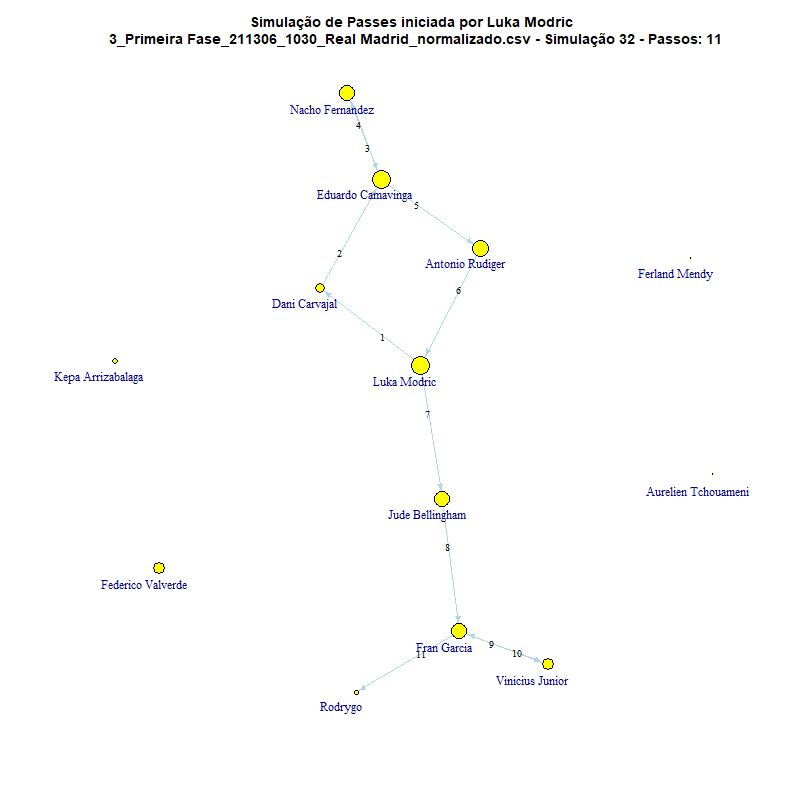 Simulação de Passes iniciada por Luka Modric
3_Primeira Fase_211306_1030_Real Madrid_normalizado.csv - Simulação 32 - Passos: 11
Nacho Fernandez
4
3
Eduardo Camavinga
5
2
Antonio Rudiger
Ferland Mendy
6
Dani Carvajal
1
Kepa Arrizabalaga
Luka Modric
7
Aurelien Tchouameni
Jude Bellingham
8
Federico Valverde
9
Fran Garcia
10
11
Vinicius Junior
Rodrygo